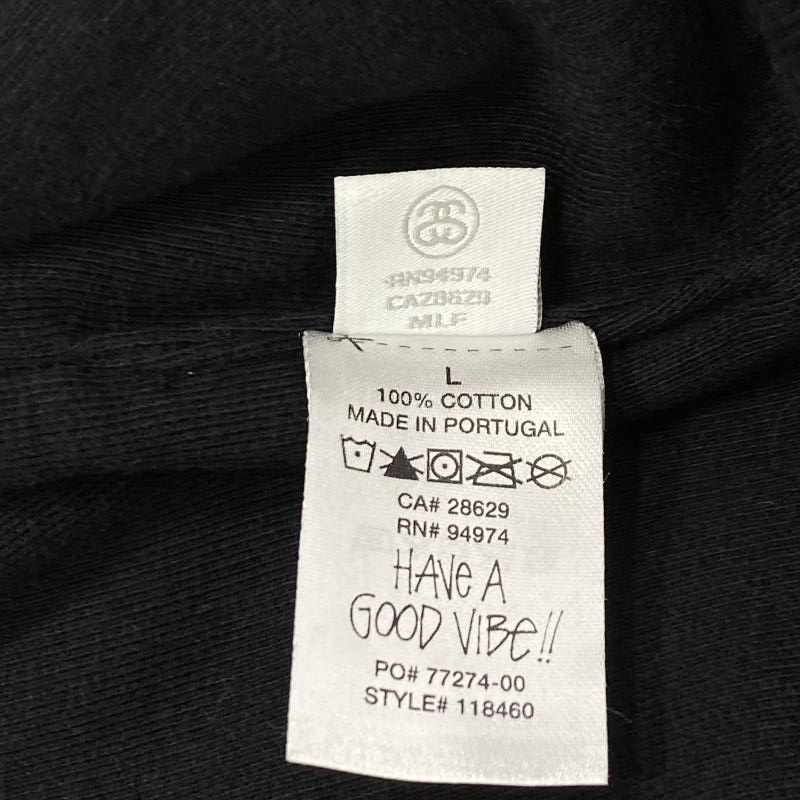 RN94974
CA28629
MLF
L
100% COTTON
MADE IN PORTUGAL
CA# 28629
RN# 94974
HAVE A
GOOD VIBE!!
PO# 77274-00
STYLE# 118460